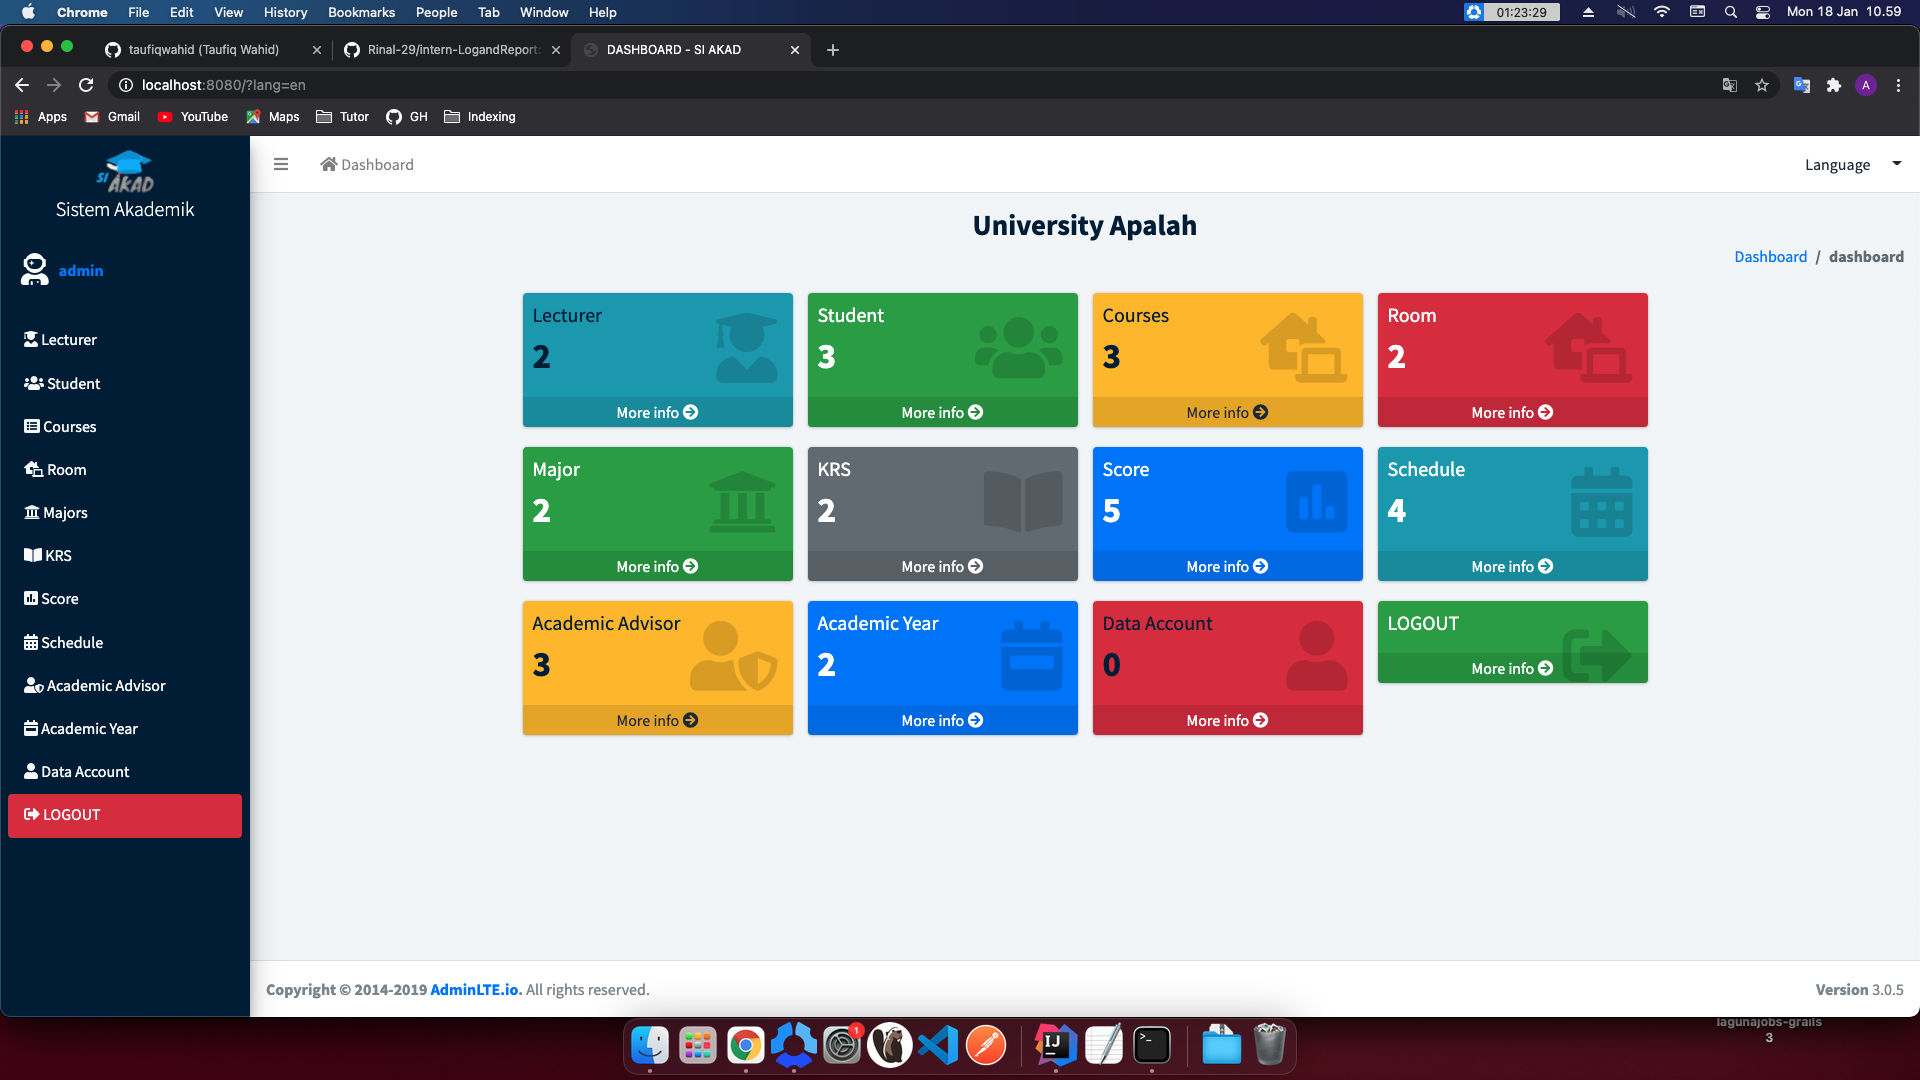 Chrome File Edit View History Bookmarks People Tab Window Help 01:23:29 Mon 18 Jan 10.59
taufiqwahid (Taufiq Wahid) Rinal-29/intern-LogandReport DASHBOARD - SI AKAD
localhost:8080/?lang=en A
Apps Gmail YouTube Maps Tutor GH Indexing
SI AKAD
Sistem Akademik
admin
Lecturer
Student
Courses
Room
Majors
KRS
Score
Schedule
Academic Advisor
Academic Year
Data Account
LOGOUT
Dashboard Language
University Apalah
Dashboard / dashboard
Lecturer
2
More info
Student
3
More info
Courses
3
More info
Room
2
More info
Major
2
More info
KRS
2
More info
Score
5
More info
Schedule
4
More info
Academic Advisor
3
More info
Academic Year
2
More info
Data Account
0
More info
LOGOUT
More info
Copyright © 2014-2019 AdminLTE.io. All rights reserved. Version 3.0.5
lagunajobs-grails
3
1
IJ